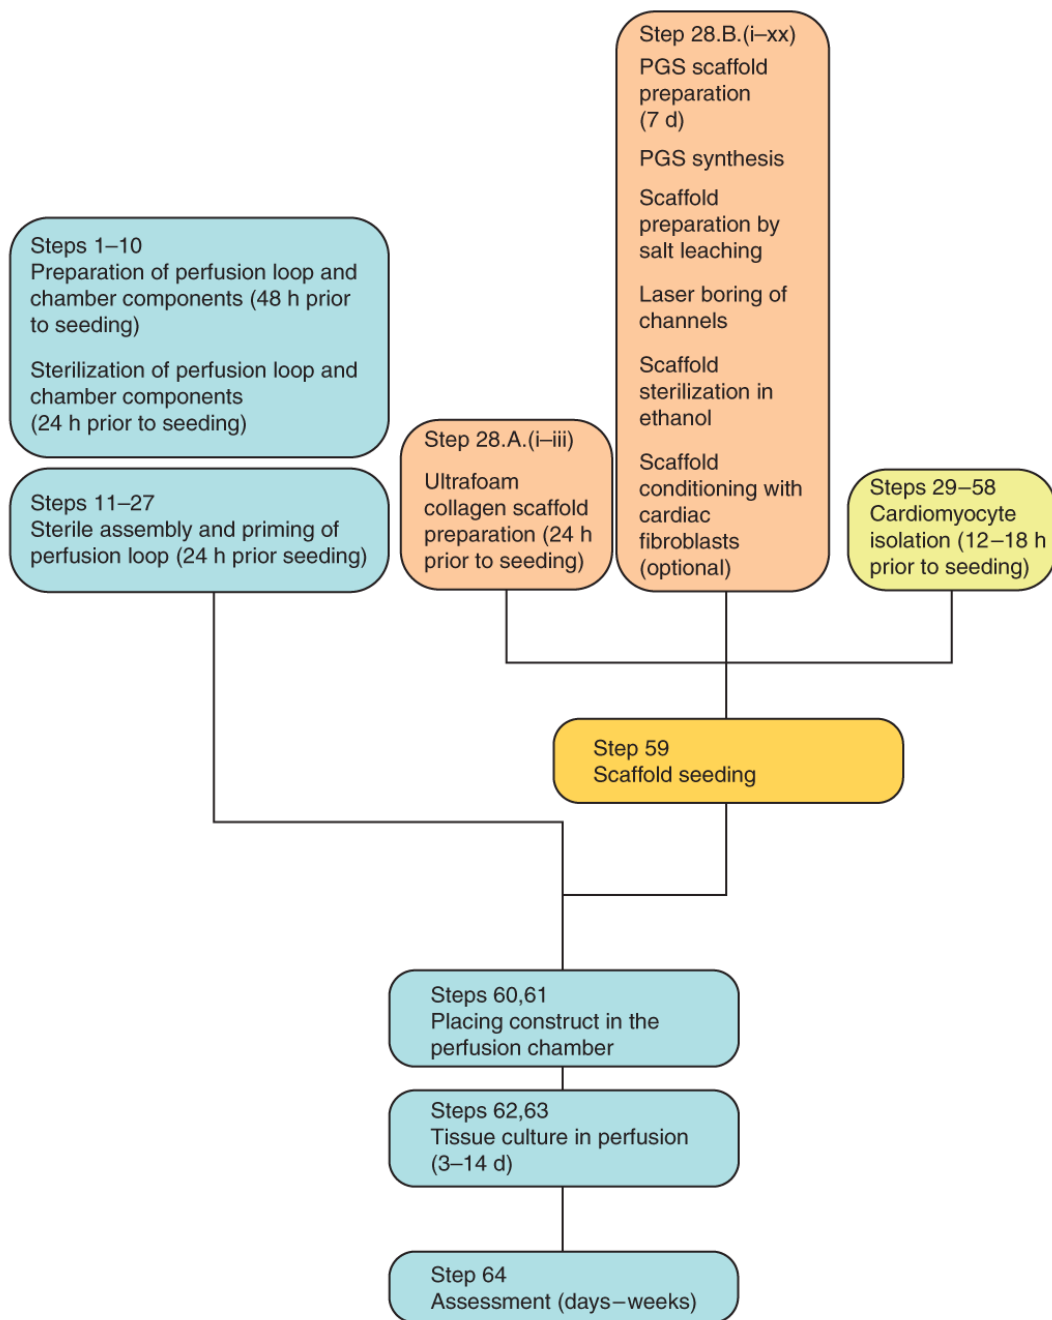 Steps 1–10
Preparation of perfusion loop and
chamber components (48 h prior
to seeding)
Sterilization of perfusion loop and
chamber components
(24 h prior to seeding)
Steps 11–27
Sterile assembly and priming of
perfusion loop (24 h prior seeding)
Step 28.A.(i–iii)
Ultrafoam
collagen scaffold
preparation (24 h
prior to seeding)
Step 28.B.(i–xx)
PGS scaffold
preparation
(7 d)
PGS synthesis
Scaffold
preparation by
salt leaching
Laser boring of
channels
Scaffold
sterilization in
ethanol
Scaffold
conditioning with
cardiac
fibroblasts
(optional)
Steps 29–58
Cardiomyocyte
isolation (12–18 h
prior to seeding)
Step 59
Scaffold seeding
Steps 60,61
Placing construct in the
perfusion chamber
Steps 62,63
Tissue culture in perfusion
(3–14 d)
Step 64
Assessment (days–weeks)